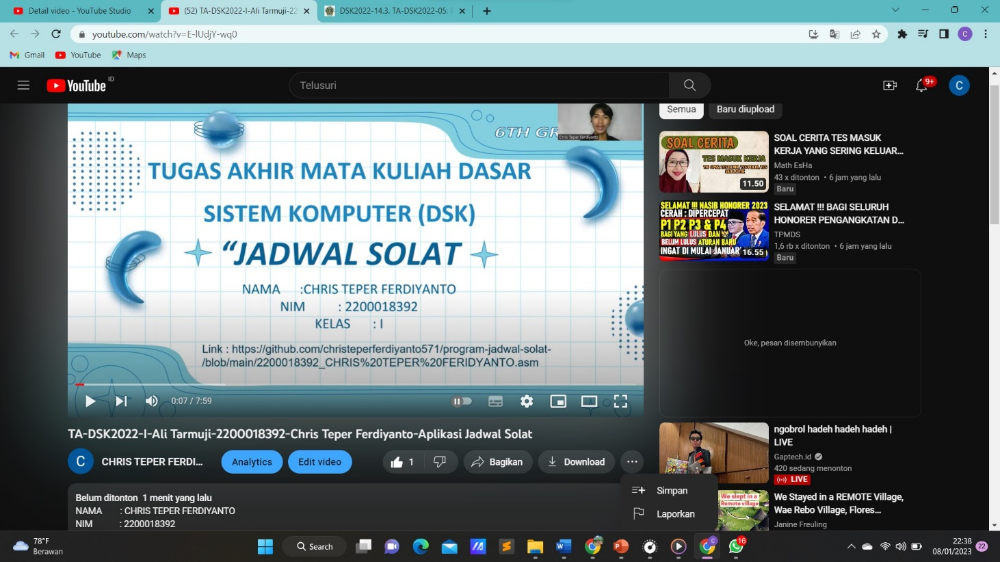 Detail video - YouTube Studio
(52) TA-DSK2022-I-Ali Tarmuji-22
DSK2022-14.3. TA-DSK2022-05:
youtube.com/watch?v=E-lUdjY-wq0
C
Gmail
YouTube
Maps
YouTube ID
Telusuri
9+
C
6TH GR
Chris Teper Ferdiyanto
TUGAS AKHIR MATA KULIAH DASAR
SISTEM KOMPUTER (DSK)
“JADWAL SOLAT
NAMA :CHRIS TEPER FERDIYANTO
NIM : 2200018392
KELAS : I
Link : https://github.com/christeperferdiyanto571/program-jadwal-solat-
/blob/main/2200018392_CHRIS%20TEPER%20FERIDYANTO.asm
0:07 / 7:59
TA-DSK2022-I-Ali Tarmuji-2200018392-Chris Teper Ferdiyanto-Aplikasi Jadwal Solat
C
CHRIS TEPER FERDI...
Analytics
Edit video
1
Bagikan
Download
Simpan
Laporkan
Belum ditonton 1 menit yang lalu
NAMA : CHRIS TEPER FERDIYANTO
NIM : 2200018392
Semua
Baru diupload
SOAL CERITA
TES MASUK
KERJA
11.50
SOAL CERITA TES MASUK
KERJA YANG SERING KELUAR...
Math EsHa
43 x ditonton • 6 jam yang lalu
Baru
SELAMAT !!! NASIB HONORER 2023
CERAH : DIPERCEPAT
P1 P2 P3 & P4
BAGI YANG LULUS DAN
BELUM LULUS ATURAN BARU
INGAT DI MULAI JANUAR
16.55
SELAMAT !!! BAGI SELURUH
HONORER PENGANGKATAN D...
TPMDS
1,6 rb x ditonton • 6 jam yang lalu
Baru
Oke, pesan disembunyikan
ngobrol hadeh hadeh hadeh |
LIVE
Gaptech.id
420 sedang menonton
LIVE
We slept in a
Remote village
We Stayed in a REMOTE Village,
Wae Rebo Village, Flores...
Janine Freuling
78°F
Berawan
Search
16
22:38
08/01/2023
22